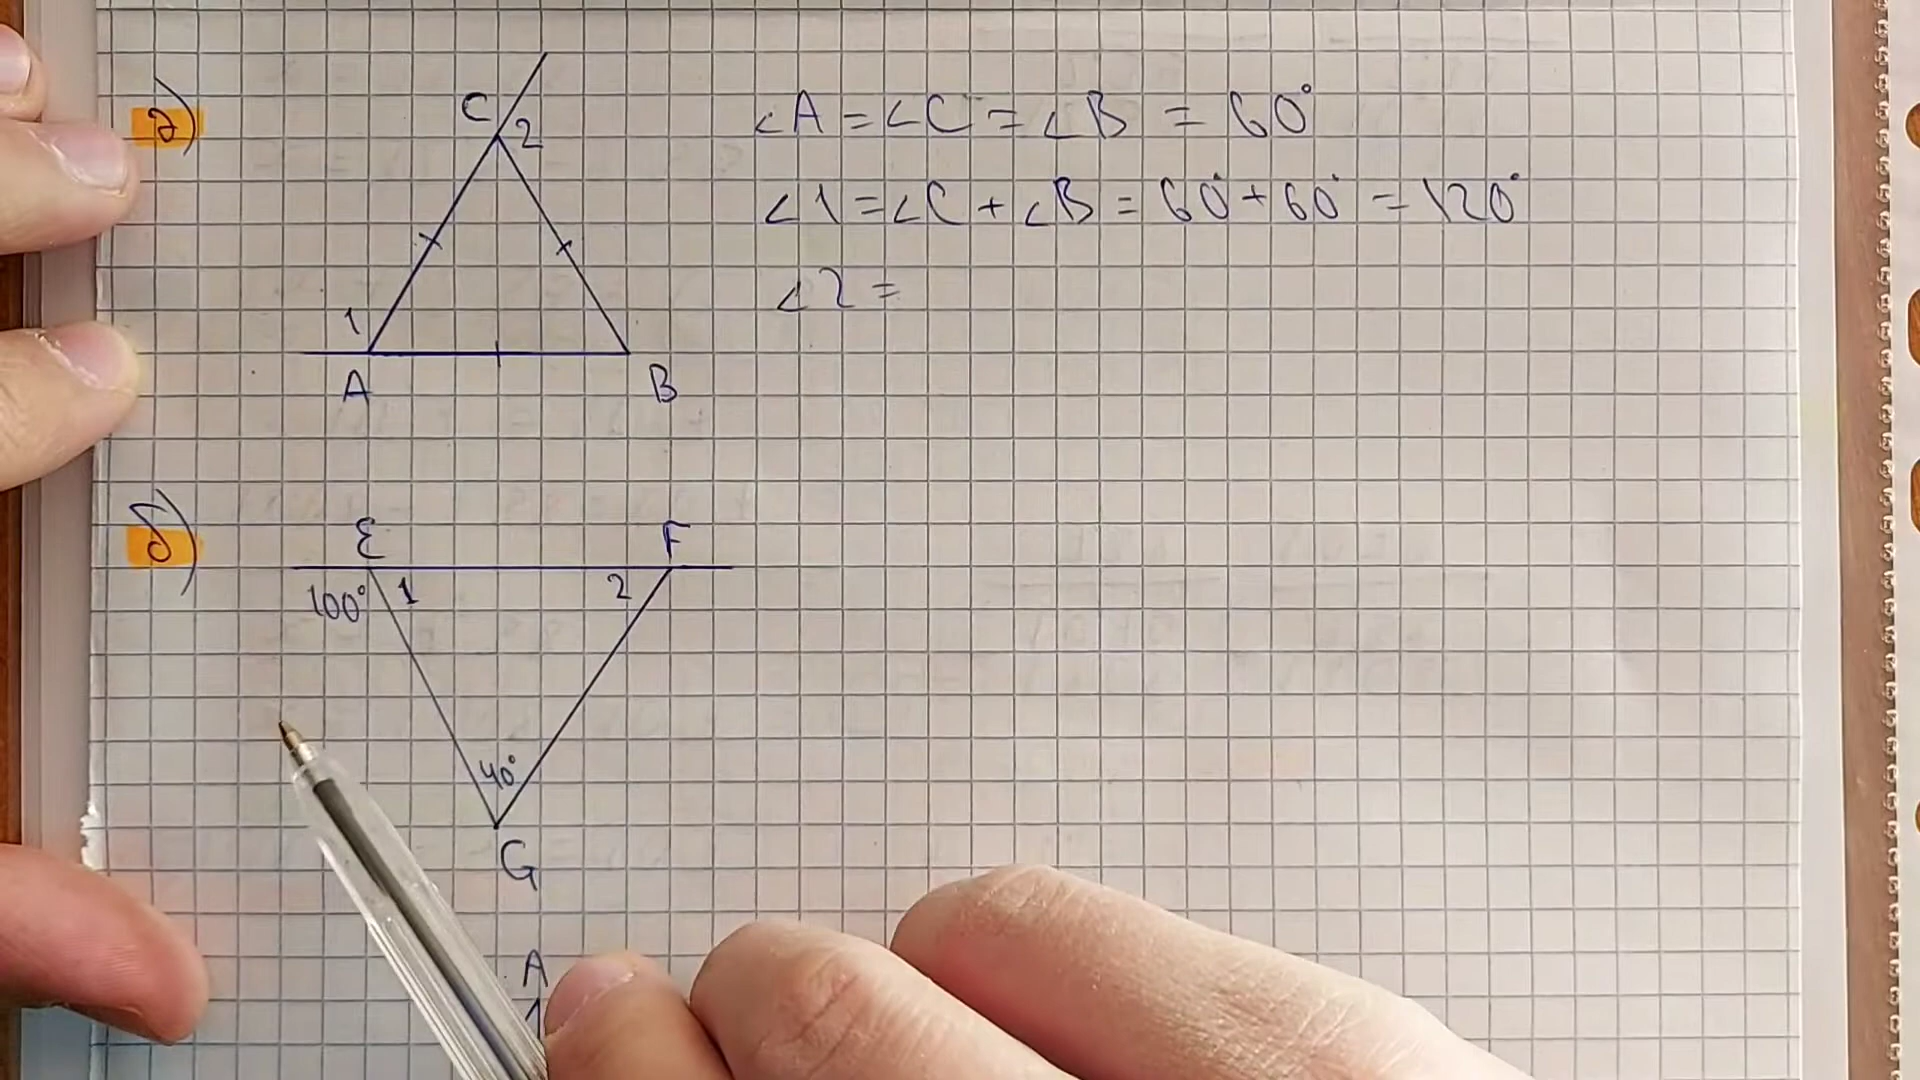 а)
C
2
1
A
B
∠A = ∠C = ∠B = 60°
∠1 = ∠C + ∠B = 60° + 60° = 120°
∠2 =
б)
E
F
100°
1
2
40°
G
A